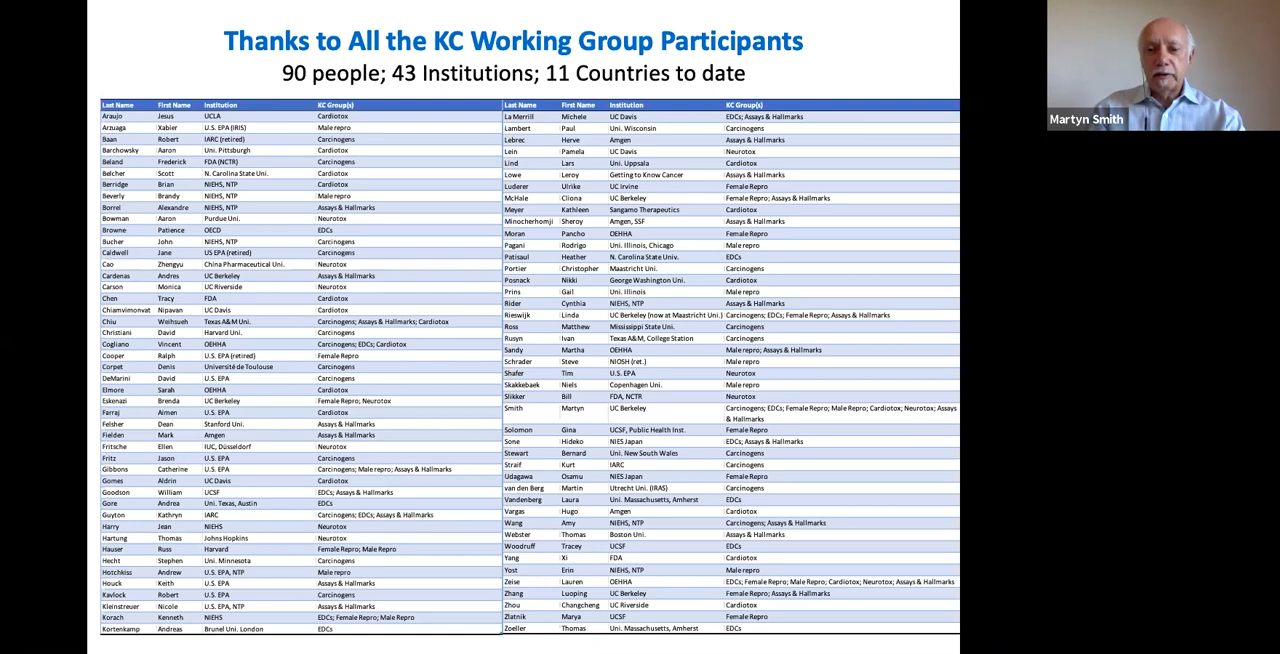 Thanks to All the KC Working Group Participants
90 people; 43 Institutions; 11 Countries to date
Last Name First Name Institution KC Group(s)
Araujo Jesus UCLA Cardiotox
Arzuaga Xabier U.S. EPA (IRIS) Male repro
Baan Robert IARC (retired) Carcinogens
Barchowsky Aaron Uni. Pittsburgh Cardiotox
Beland Frederick FDA (NCTR) Carcinogens
Belcher Scott N. Carolina State Uni. Cardiotox
Berridge Brian NIEHS, NTP Cardiotox
Beverly Brandy NIEHS, NTP Male repro
Borrel Alexandre NIEHS, NTP Assays & Hallmarks
Bowman Aaron Purdue Uni. Neurotox
Browne Patience OECD EDCs
Bucher John NIEHS, NTP Carcinogens
Caldwell Jane US EPA (retired) Carcinogens
Cao Zhengyu China Pharmaceutical Uni. Neurotox
Cardenas Andres UC Berkeley Assays & Hallmarks
Carson Monica UC Riverside Neurotox
Chen Tracy FDA Cardiotox
Chiamvimonvat Nipavan UC Davis Cardiotox
Chiu Weihsueh Texas A&M Uni. Carcinogens; Assays & Hallmarks; Cardiotox
Christiani David Harvard Uni. Carcinogens
Cogliano Vincent OEHHA Carcinogens; EDCs; Cardiotox
Cooper Ralph U.S. EPA (retired) Female Repro
Corpet Denis Université de Toulouse Carcinogens
DeMarini David U.S. EPA Carcinogens
Elmore Sarah OEHHA Cardiotox
Eskenazi Brenda UC Berkeley Female Repro; Neurotox
Farraj Aimen U.S. EPA Cardiotox
Felsher Dean Stanford Uni. Assays & Hallmarks
Fielden Mark Amgen Assays & Hallmarks
Fritsche Ellen IUC, Düsseldorf Neurotox
Fritz Jason U.S. EPA Carcinogens
Gibbons Catherine U.S. EPA Carcinogens; Male repro; Assays & Hallmarks
Gomes Aldrin UC Davis Cardiotox
Goodson William UCSF EDCs; Assays & Hallmarks
Gore Andrea Uni. Texas, Austin EDCs
Guyton Kathryn IARC Carcinogens; EDCs; Assays & Hallmarks
Harry Jean NIEHS Neurotox
Hartung Thomas Johns Hopkins Neurotox
Hauser Russ Harvard Female Repro; Male Repro
Hecht Stephen Uni. Minnesota Carcinogens
Hotchkiss Andrew U.S. EPA, NTP Male repro
Houck Keith U.S. EPA Assays & Hallmarks
Kavlock Robert U.S. EPA Carcinogens
Kleinstreuer Nicole U.S. EPA, NTP Assays & Hallmarks
Korach Kenneth NIEHS EDCs; Female Repro; Male Repro
Kortenkamp Andreas Brunel Uni. London EDCs
Last Name First Name Institution KC Group(s)
La Merrill Michele UC Davis EDCs; Assays & Hallmarks
Lambert Paul Uni. Wisconsin Carcinogens
Lebrec Herve Amgen Assays & Hallmarks
Lein Pamela UC Davis Neurotox
Lind Lars Uni. Uppsala Cardiotox
Lowe Leroy Getting to Know Cancer Assays & Hallmarks
Luderer Ulrike UC Irvine Female Repro
McHale Cliona UC Berkeley Female Repro; Assays & Hallmarks
Meyer Kathleen Sangamo Therapeutics Cardiotox
Minocherhomji Sheroy Amgen, SSF Assays & Hallmarks
Moran Pancho OEHHA Female Repro
Pagani Rodrigo Uni. Illinois, Chicago Male repro
Patisaul Heather N. Carolina State Univ. EDCs
Portier Christopher Maastricht Uni. Carcinogens
Posnack Nikki George Washington Uni. Cardiotox
Prins Gail Uni. Illinois Male repro
Rider Cynthia NIEHS, NTP Assays & Hallmarks
Rieswijk Linda UC Berkeley (now at Maastricht Uni.) Carcinogens; EDCs; Female Repro; Assays & Hallmarks
Ross Matthew Mississippi State Uni. Carcinogens
Rusyn Ivan Texas A&M, College Station Carcinogens
Sandy Martha OEHHA Male repro; Assays & Hallmarks
Schrader Steve NIOSH (ret.) Male repro
Shafer Tim U.S. EPA Neurotox
Skakkebaek Niels Copenhagen Uni. Male repro
Slikker Bill FDA, NCTR Neurotox
Smith Martyn UC Berkeley Carcinogens; EDCs; Female Repro; Male Repro; Cardiotox; Neurotox; Assays
& Hallmarks
Solomon Gina UCSF, Public Health Inst. Female Repro
Sone Hideko NIES Japan EDCs; Assays & Hallmarks
Stewart Bernard Uni. New South Wales Carcinogens
Straif Kurt IARC Carcinogens
Udagawa Osamu NIES Japan Female Repro
van den Berg Martin Utrecht Uni. (IRAS) Carcinogens
Vandenberg Laura Uni. Massachusetts, Amherst EDCs
Vargas Hugo Amgen Cardiotox
Wang Amy NIEHS, NTP Carcinogens; Assays & Hallmarks
Webster Thomas Boston Uni. Assays & Hallmarks
Woodruff Tracey UCSF EDCs
Yang Xi FDA Cardiotox
Yost Erin NIEHS, NTP Male repro
Zeise Lauren OEHHA EDCs; Female Repro; Male Repro; Cardiotox; Neurotox; Assays & Hallmarks
Zhang Luoping UC Berkeley Female Repro; Assays & Hallmarks
Zhou Changcheng UC Riverside Cardiotox
Zlatnik Marya UCSF Female Repro
Zoeller Thomas Uni. Massachusetts, Amherst EDCs
Martyn Smith